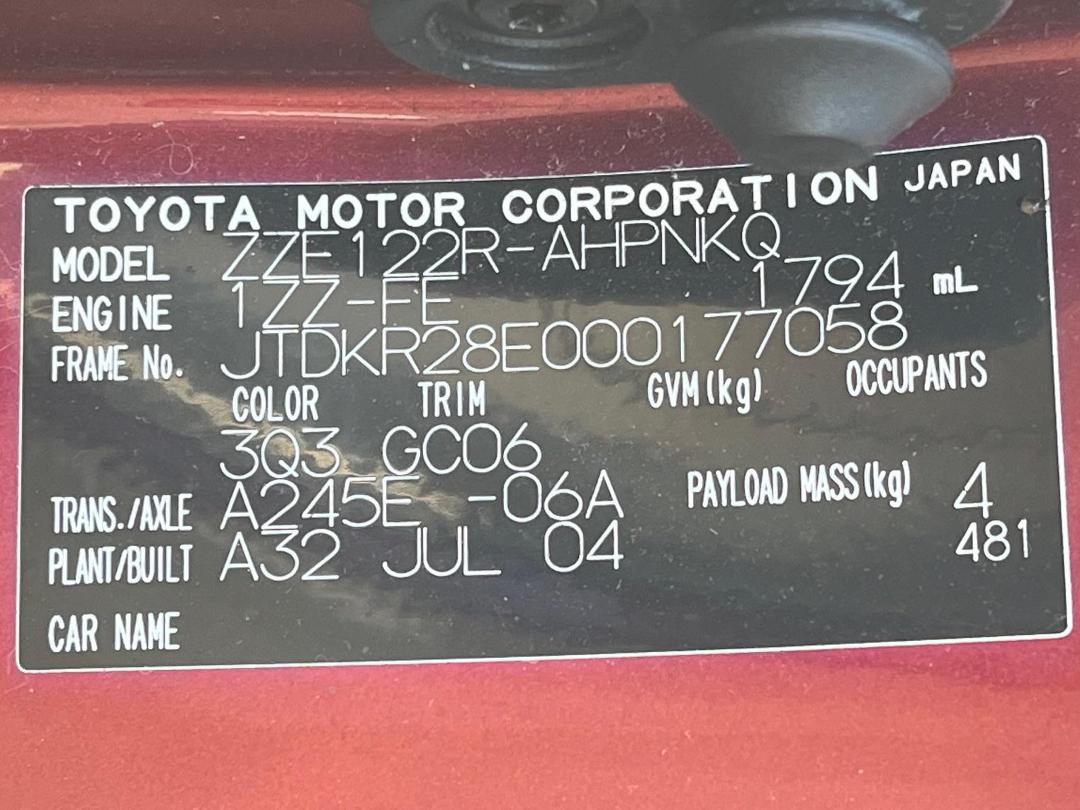 TOYOTA MOTOR CORPORATION JAPAN
MODEL ZZE122R-AHPNKQ
ENGINE 1ZZ-FE 1794 mL
FRAME No. JTDKR28E000177058
COLOR TRIM GVM(kg) OCCUPANTS
3Q3 GC06
TRANS./AXLE A245E -06A PAYLOAD MASS(kg) 4
PLANT/BUILT A32 JUL 04 481
CAR NAME